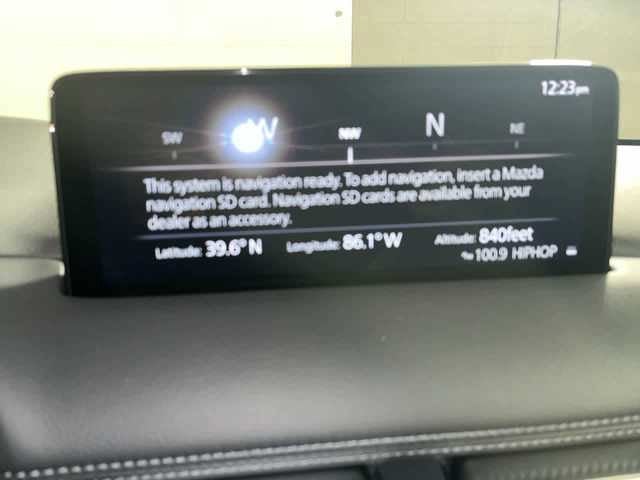 12:23pm
SW W NW N NE
This system is navigation ready. To add navigation, insert a Mazda
navigation SD card. Navigation SD cards are available from your
dealer as an accessory.
Latitude: 39.6° N Longitude: 86.1° W Altitude: 840feet
100.9 HIPHOP